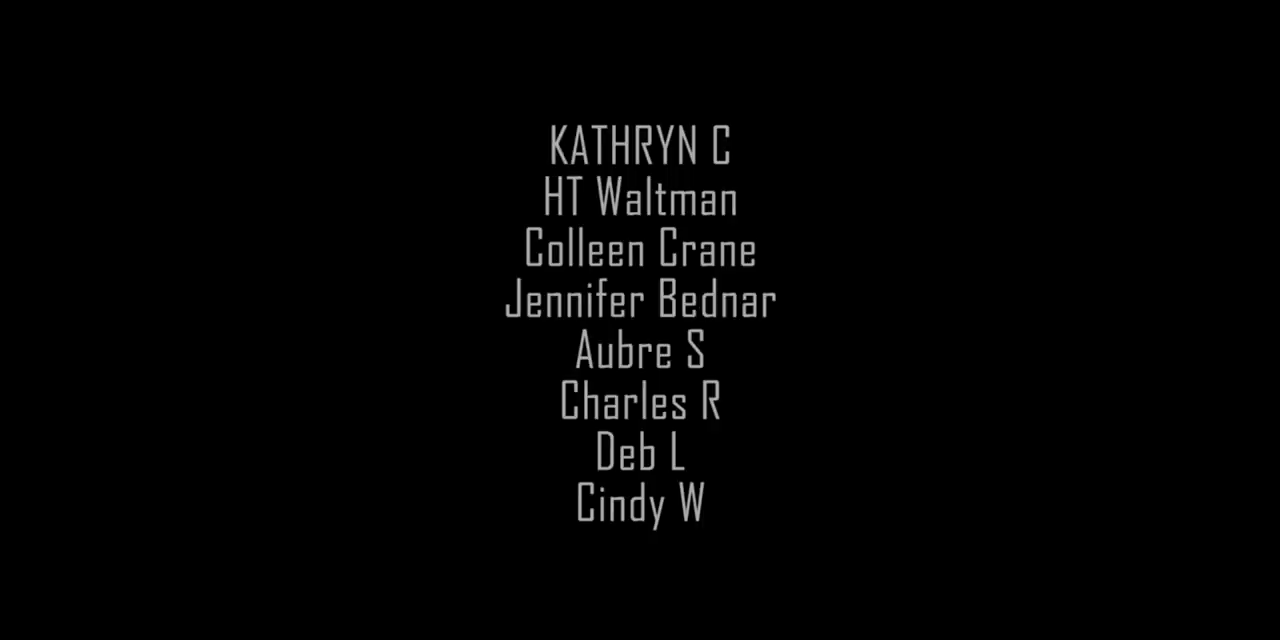 KATHRYN C
HT Waltman
Colleen Crane
Jennifer Bednar
Aubre S
Charles R
Deb L
Cindy W